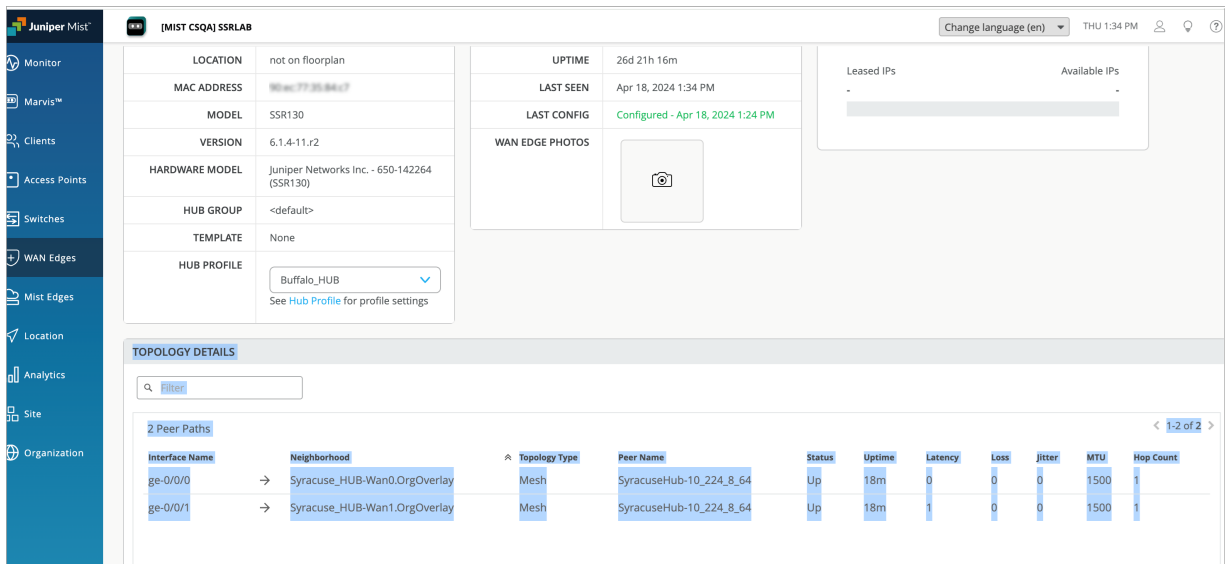 Juniper Mist™
[MIST CSQA] SSRLAB
Change language (en)
THU 1:34 PM
Monitor
Marvis™
Clients
Access Points
Switches
WAN Edges
Mist Edges
Location
Analytics
Site
Organization
LOCATION not on floorplan
MAC ADDRESS
MODEL SSR130
VERSION 6.1.4-11.r2
HARDWARE MODEL Juniper Networks Inc. - 650-142264
(SSR130)
HUB GROUP <default>
TEMPLATE None
HUB PROFILE
Buffalo_HUB
See Hub Profile for profile settings
UPTIME 26d 21h 16m
LAST SEEN Apr 18, 2024 1:34 PM
LAST CONFIG Configured - Apr 18, 2024 1:24 PM
WAN EDGE PHOTOS
Leased IPs Available IPs
- -
TOPOLOGY DETAILS
Filter
2 Peer Paths
1-2 of 2
Interface Name Neighborhood Topology Type Peer Name Status Uptime Latency Loss Jitter MTU Hop Count
ge-0/0/0 → Syracuse_HUB-Wan0.OrgOverlay Mesh SyracuseHub-10_224_8_64 Up 18m 0 0 0 1500 1
ge-0/0/1 → Syracuse_HUB-Wan1.OrgOverlay Mesh SyracuseHub-10_224_8_64 Up 18m 1 0 0 1500 1